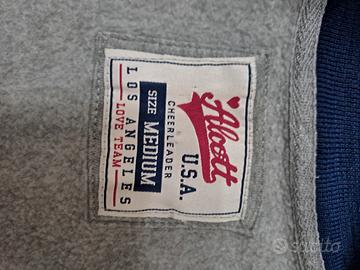 Alcott
U.S.A.
CHEERLEADER
SIZE MEDIUM
LOS ANGELES
LOVE TEAM
subito